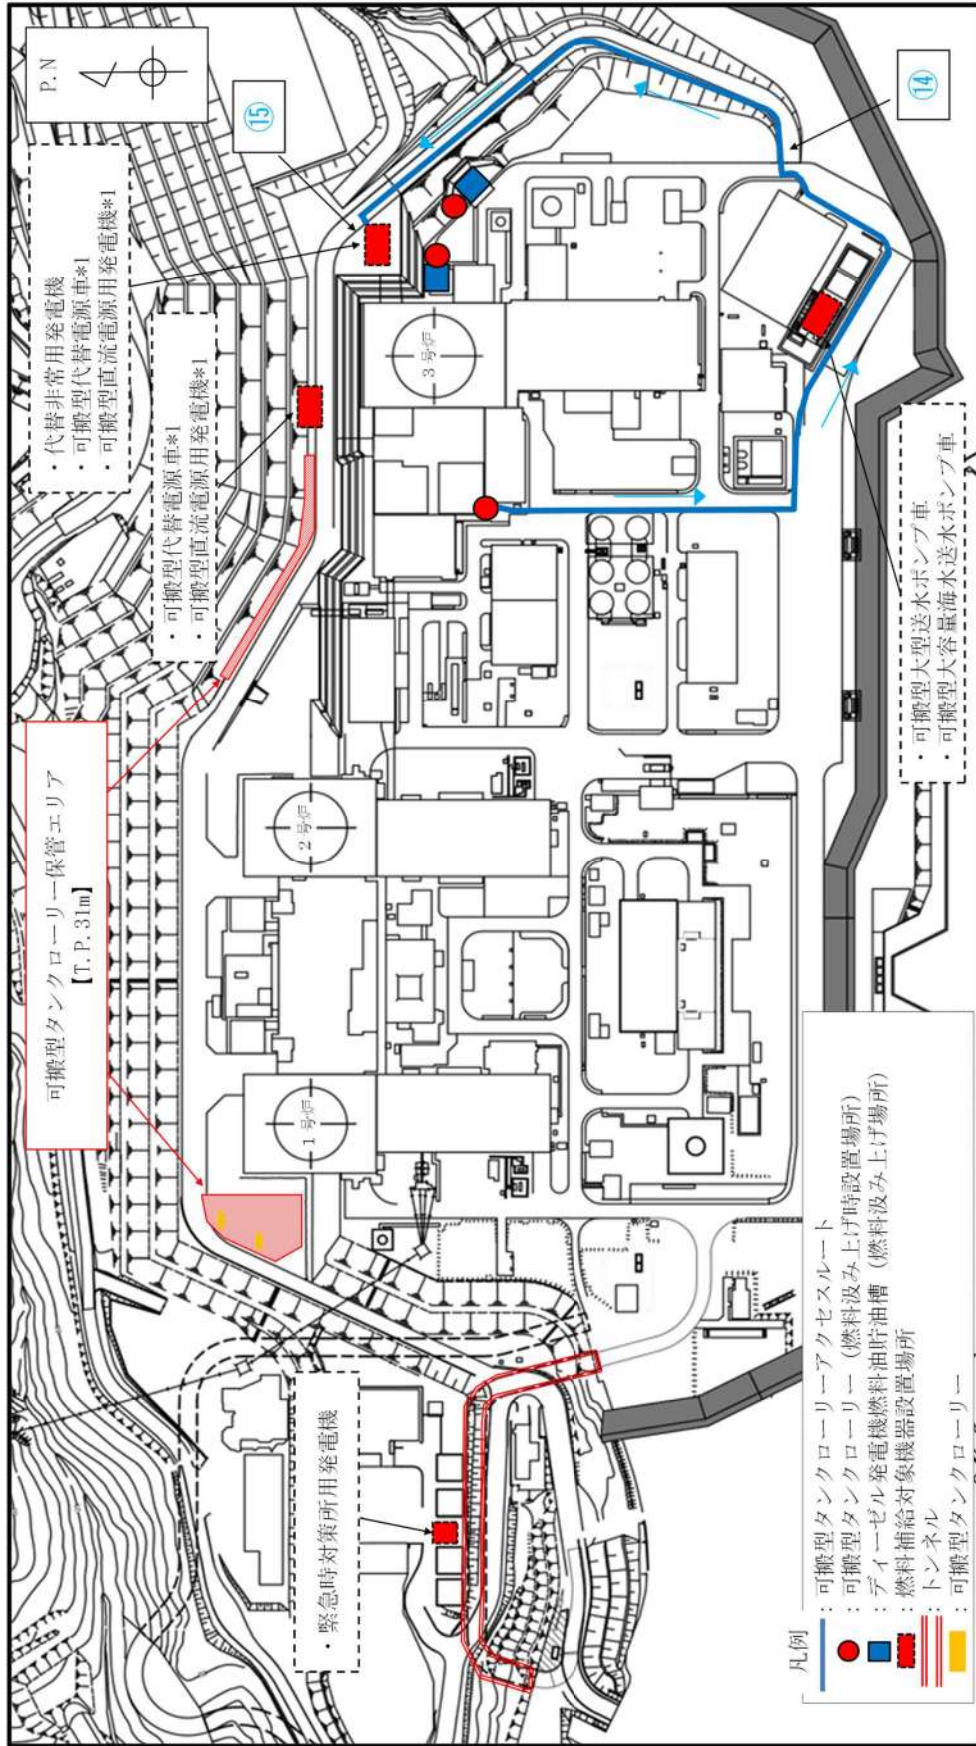 P.N
・代替非常用発電機
・可搬型代替電源車*1
・可搬型直流電源用発電機*1
⑮
⑭
・可搬型代替電源車*1
・可搬型直流電源用発電機*1
可搬型タンクローリー保管エリア
【T.P.31m】
・緊急時対策所用発電機
1号炉
2号炉
3号炉
・可搬型大型送水ポンプ車
・可搬型大容量海水送水ポンプ車
凡例
：可搬型タンクローリーアクセスルート
：可搬型タンクローリー（燃料汲み上げ時設置場所）
：ディーゼル発電機燃料油貯油槽（燃料汲み上げ場所）
：燃料補給対象機器設置場所
：トンネル
：可搬型タンクローリー